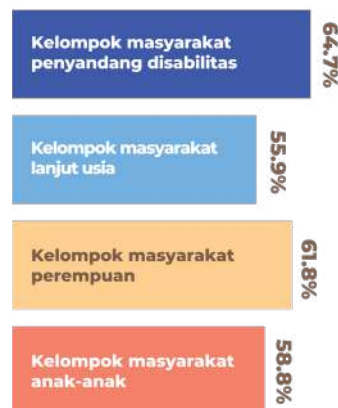 Kelompok masyarakat
penyandang disabilitas
64.7%
Kelompok masyarakat
lanjut usia
55.9%
Kelompok masyarakat
perempuan
61.8%
Kelompok masyarakat
anak-anak
58.8%